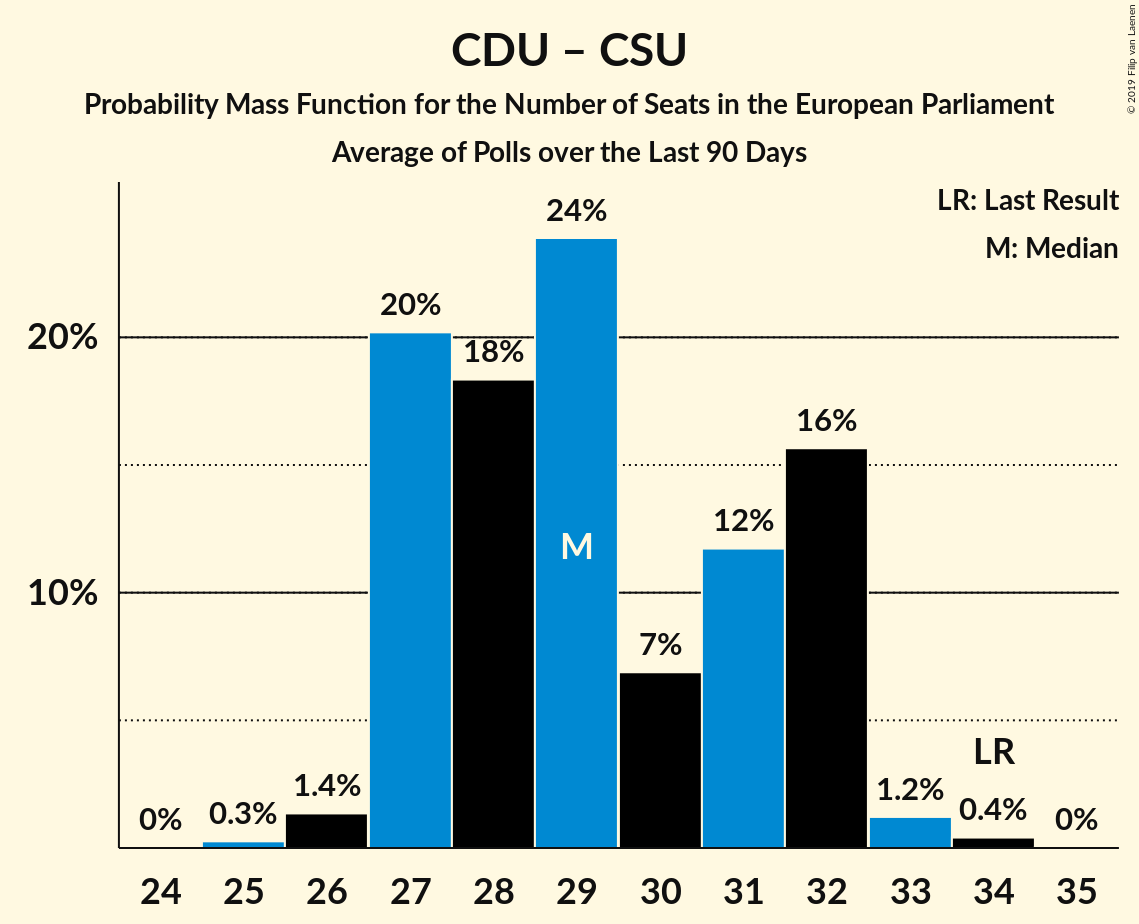 CDU – CSU
Probability Mass Function for the Number of Seats in the European Parliament
Average of Polls over the Last 90 Days
© 2019 Filip van Laenen
LR: Last Result
M: Median
20%
10%
0%
0.3%
1.4%
20%
18%
24%
M
7%
12%
16%
1.2%
LR
0.4%
0%
24 25 26 27 28 29 30 31 32 33 34 35